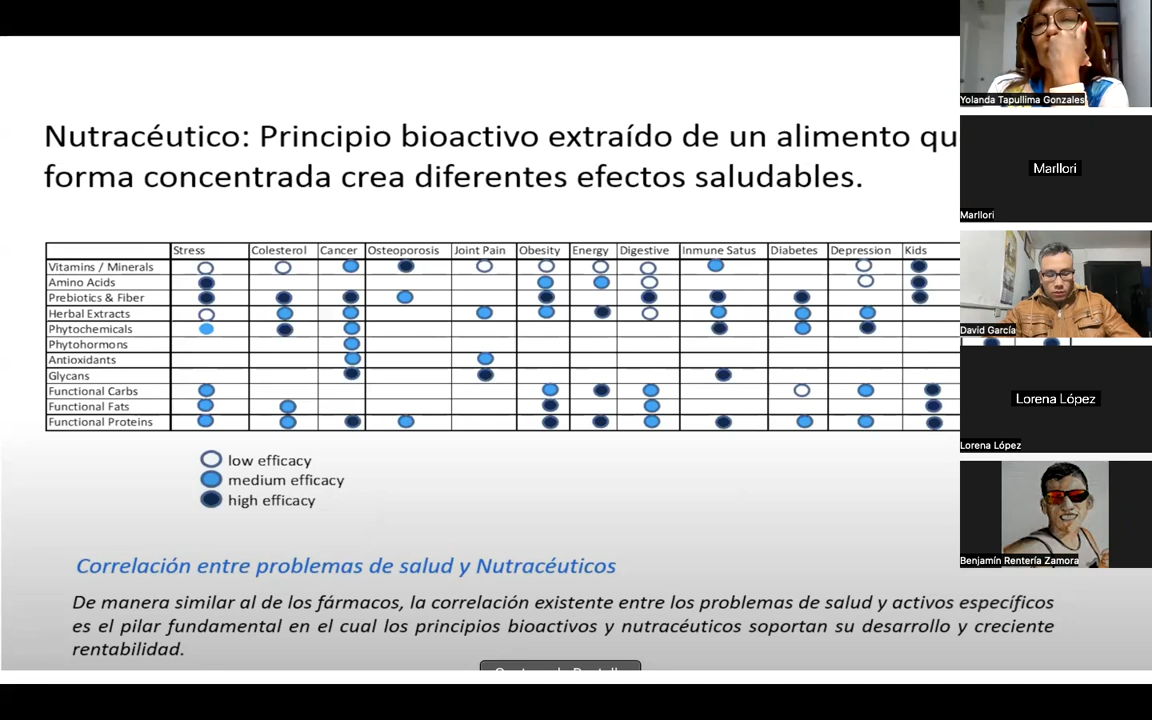 Nutracéutico: Principio bioactivo extraído de un alimento
forma concentrada crea diferentes efectos saludables.
Stress Colesterol Cancer Osteoporosis Joint Pain Obesity Energy Digestive Inmune Satus Diabetes Depression Kids
Vitamins / Minerals
Amino Acids
Prebiotics & Fiber
Herbal Extracts
Phytochemicals
Phytohormons
Antioxidants
Glycans
Functional Carbs
Functional Fats
Functional Proteins
low efficacy
medium efficacy
high efficacy
Correlación entre problemas de salud y Nutracéuticos
De manera similar al de los fármacos, la correlación existente entre los problemas de salud y activos específicos
es el pilar fundamental en el cual los principios bioactivos y nutracéuticos soportan su desarrollo y creciente
rentabilidad.
Yolanda Tapullima Gonzales
Marllori
Marllori
David García
Lorena López
Lorena López
Benjamín Rentería Zamora